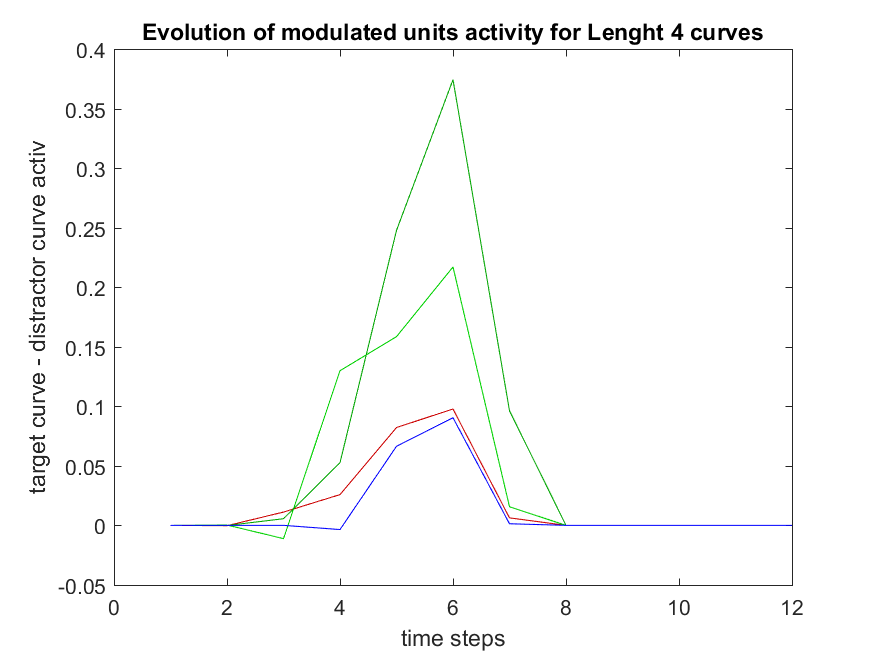 Evolution of modulated units activity for Lenght 4 curves
0.4
0.35
0.3
0.25
0.2
0.15
0.1
0.05
0
-0.05
target curve - distractor curve activ
0 2 4 6 8 10 12
time steps